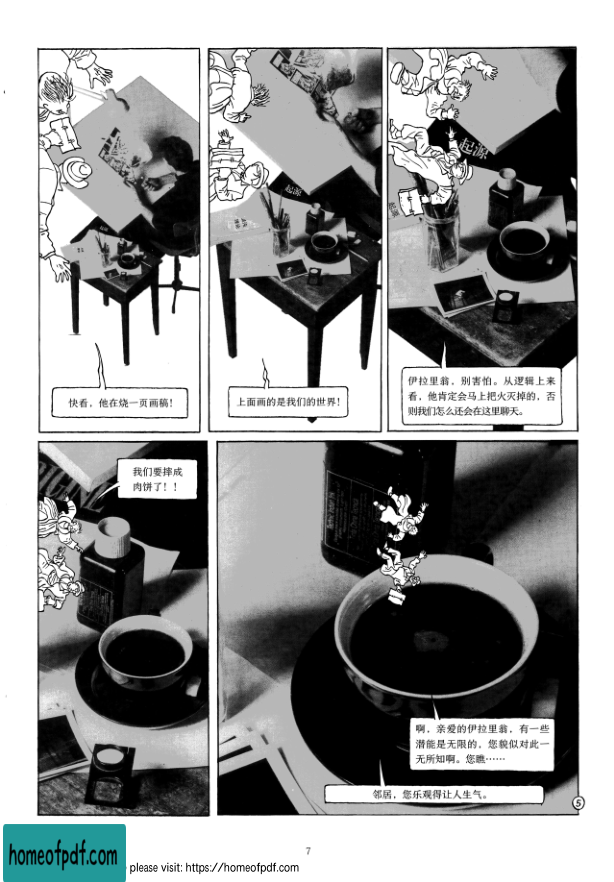 起源
快看，他在烧一页画稿！
起源
上面画的是我们的世界！
起源
伊拉里翁，别害怕。从逻辑上来
看，他肯定会马上把火灭掉的，否
则我们怎么还会在这里聊天。
我们要摔成
肉饼了！！
啊，亲爱的伊拉里翁，有一些
潜能是无限的，您貌似对此一
无所知啊。您瞧……
邻居，您乐观得让人生气。
5
7
homeofpdf.com
please visit: https://homeofpdf.com